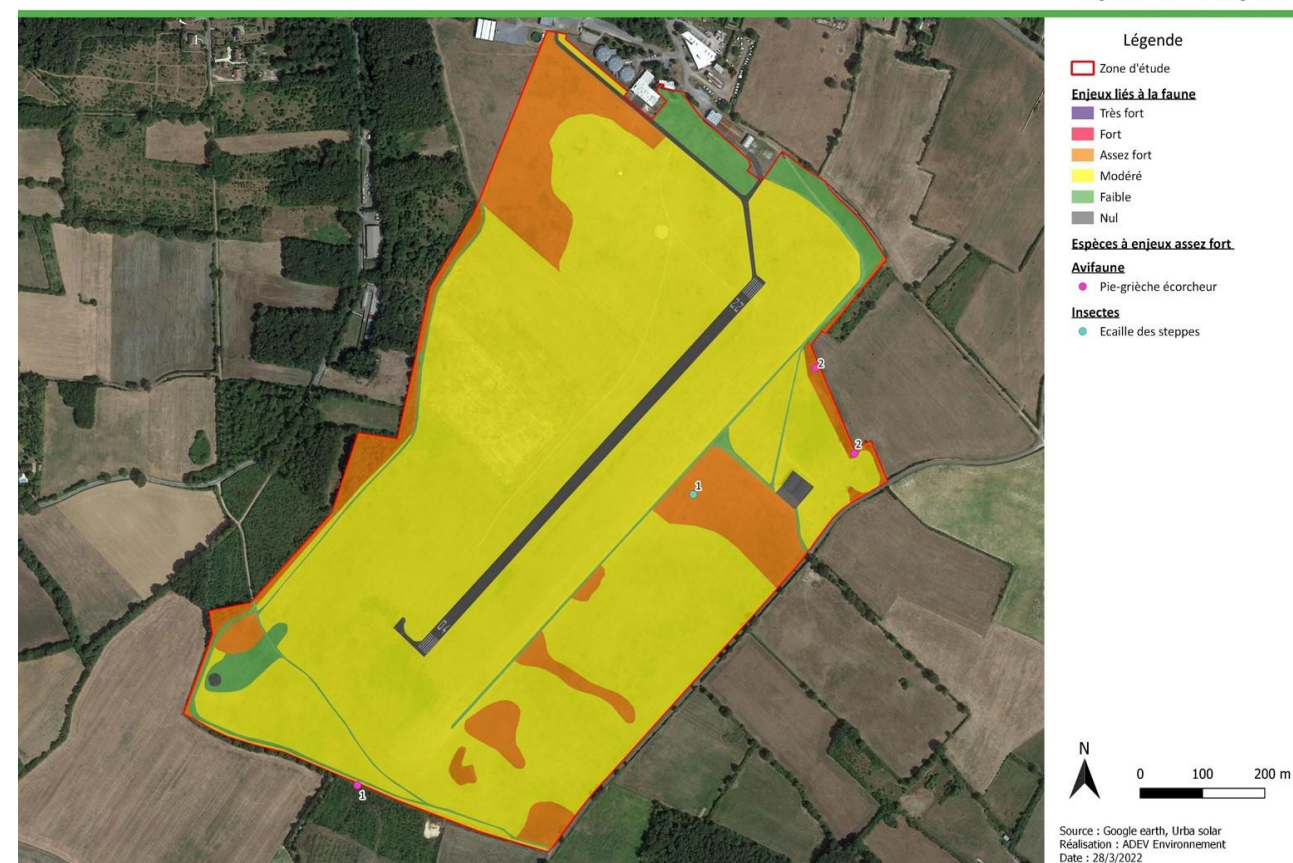 Légende
Zone d'étude
Enjeux liés à la faune
Très fort
Fort
Assez fort
Modéré
Faible
Nul
Espèces à enjeux assez fort
Avifaune
Pie-grièche écorcheur
Insectes
Ecaille des steppes
2
2
1
1
22
N
0 100 200 m
Source : Google earth, Urba solar
Réalisation : ADEV Environnement
Date : 28/3/2022